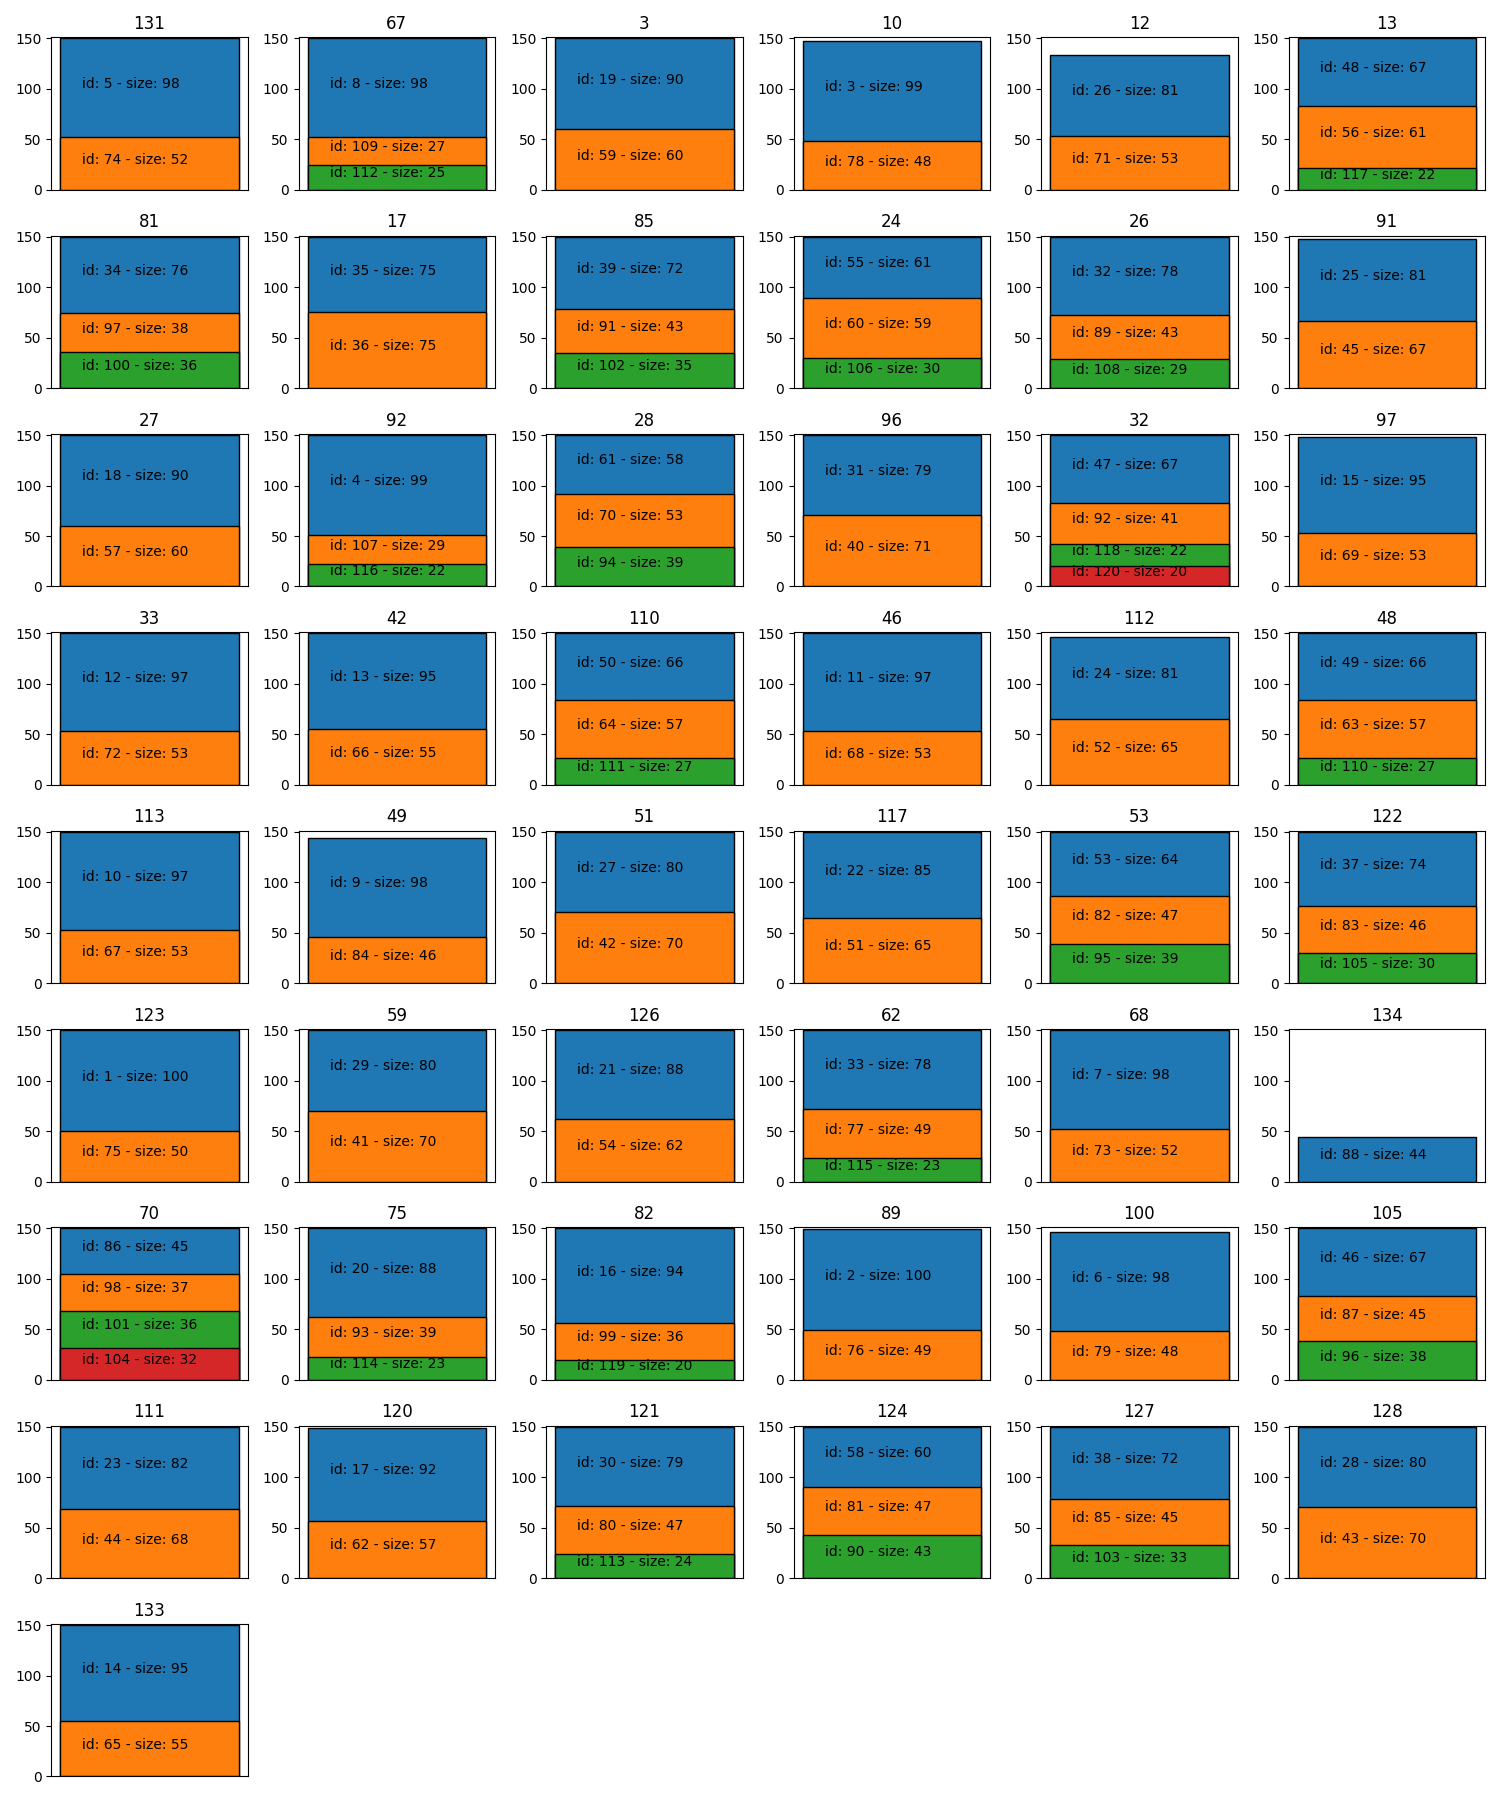 131 67 3 10 12 13
150 100 50 0 id: 5 - size: 98 id: 74 - size: 52
150 100 50 0 id: 8 - size: 98 id: 109 - size: 27 id: 112 - size: 25
150 100 50 0 id: 19 - size: 90 id: 59 - size: 60
150 100 50 0 id: 3 - size: 99 id: 78 - size: 48
150 100 50 0 id: 26 - size: 81 id: 71 - size: 53
150 100 50 0 id: 48 - size: 67 id: 56 - size: 61 id: 117 - size: 22
81 17 85 24 26 91
150 100 50 0 id: 34 - size: 76 id: 97 - size: 38 id: 100 - size: 36
150 100 50 0 id: 35 - size: 75 id: 36 - size: 75
150 100 50 0 id: 39 - size: 72 id: 91 - size: 43 id: 102 - size: 35
150 100 50 0 id: 55 - size: 61 id: 60 - size: 59 id: 106 - size: 30
150 100 50 0 id: 32 - size: 78 id: 89 - size: 43 id: 108 - size: 29
150 100 50 0 id: 25 - size: 81 id: 45 - size: 67
27 92 28 96 32 97
150 100 50 0 id: 18 - size: 90 id: 57 - size: 60
150 100 50 0 id: 4 - size: 99 id: 107 - size: 29 id: 116 - size: 22
150 100 50 0 id: 61 - size: 58 id: 70 - size: 53 id: 94 - size: 39
150 100 50 0 id: 31 - size: 79 id: 40 - size: 71
150 100 50 0 id: 47 - size: 67 id: 92 - size: 41 id: 118 - size: 22 id: 120 - size: 20
150 100 50 0 id: 15 - size: 95 id: 69 - size: 53
33 42 110 46 112 48
150 100 50 0 id: 12 - size: 97 id: 72 - size: 53
150 100 50 0 id: 13 - size: 95 id: 66 - size: 55
150 100 50 0 id: 50 - size: 66 id: 64 - size: 57 id: 111 - size: 27
150 100 50 0 id: 11 - size: 97 id: 68 - size: 53
150 100 50 0 id: 24 - size: 81 id: 52 - size: 65
150 100 50 0 id: 49 - size: 66 id: 63 - size: 57 id: 110 - size: 27
113 49 51 117 53 122
150 100 50 0 id: 10 - size: 97 id: 67 - size: 53
150 100 50 0 id: 9 - size: 98 id: 84 - size: 46
150 100 50 0 id: 27 - size: 80 id: 42 - size: 70
150 100 50 0 id: 22 - size: 85 id: 51 - size: 65
150 100 50 0 id: 53 - size: 64 id: 82 - size: 47 id: 95 - size: 39
150 100 50 0 id: 37 - size: 74 id: 83 - size: 46 id: 105 - size: 30
123 59 126 62 68 134
150 100 50 0 id: 1 - size: 100 id: 75 - size: 50
150 100 50 0 id: 29 - size: 80 id: 41 - size: 70
150 100 50 0 id: 21 - size: 88 id: 54 - size: 62
150 100 50 0 id: 33 - size: 78 id: 77 - size: 49 id: 115 - size: 23
150 100 50 0 id: 7 - size: 98 id: 73 - size: 52
150 100 50 0 id: 88 - size: 44
70 75 82 89 100 105
150 100 50 0 id: 86 - size: 45 id: 98 - size: 37 id: 101 - size: 36 id: 104 - size: 32
150 100 50 0 id: 20 - size: 88 id: 93 - size: 39 id: 114 - size: 23
150 100 50 0 id: 16 - size: 94 id: 99 - size: 36 id: 119 - size: 20
150 100 50 0 id: 2 - size: 100 id: 76 - size: 49
150 100 50 0 id: 6 - size: 98 id: 79 - size: 48
150 100 50 0 id: 46 - size: 67 id: 87 - size: 45 id: 96 - size: 38
111 120 121 124 127 128
150 100 50 0 id: 23 - size: 82 id: 44 - size: 68
150 100 50 0 id: 17 - size: 92 id: 62 - size: 57
150 100 50 0 id: 30 - size: 79 id: 80 - size: 47 id: 113 - size: 24
150 100 50 0 id: 58 - size: 60 id: 81 - size: 47 id: 90 - size: 43
150 100 50 0 id: 38 - size: 72 id: 85 - size: 45 id: 103 - size: 33
150 100 50 0 id: 28 - size: 80 id: 43 - size: 70
133
150 100 50 0 id: 14 - size: 95 id: 65 - size: 55